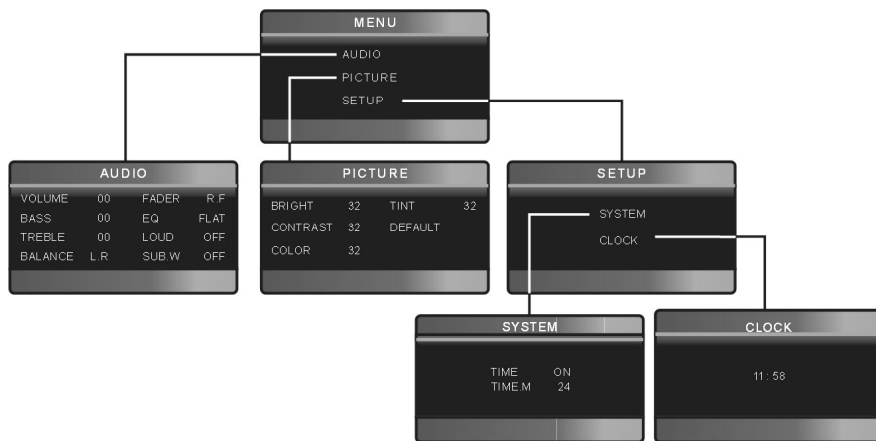 MENU
AUDIO
PICTURE
SETUP
AUDIO
VOLUME 00 FADER R.F
BASS 00 EQ FLAT
TREBLE 00 LOUD OFF
BALANCE L.R SUB.W OFF
PICTURE
BRIGHT 32 TINT 32
CONTRAST 32 DEFAULT
COLOR 32
SETUP
SYSTEM
CLOCK
SYSTEM
TIME ON
TIME.M 24
CLOCK
11:58